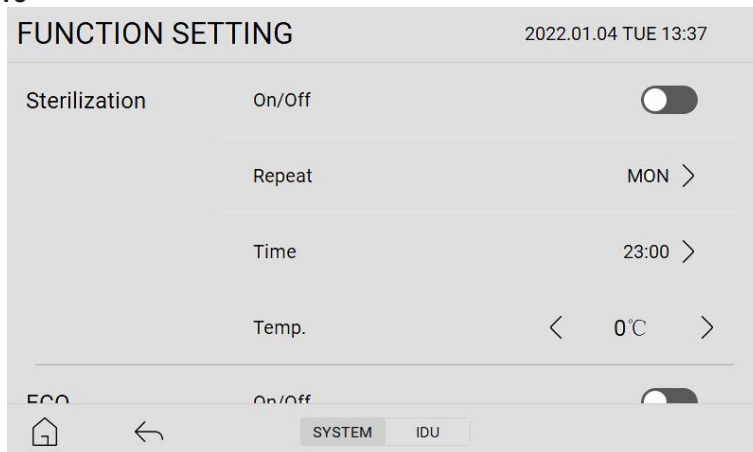 FUNCTION SETTING 2022.01.04 TUE 13:37
Sterilization On/Off
Repeat MON
Time 23:00
Temp. 0℃
ECO On/Off
SYSTEM IDU